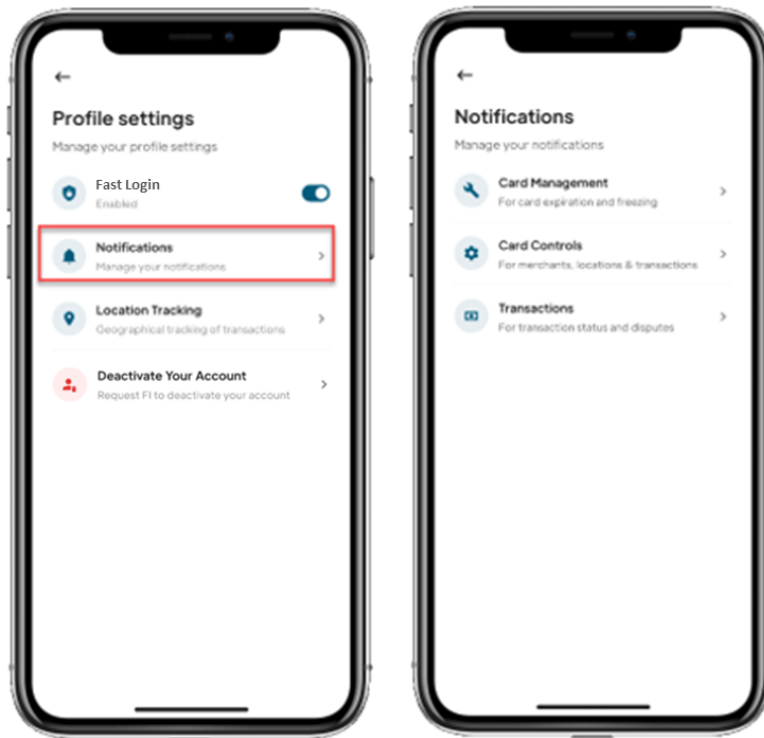 Profile settings
Manage your profile settings
Fast Login
Enabled
Notifications
Manage your notifications
Location Tracking
Geographical tracking of transactions
Deactivate Your Account
Request FI to deactivate your account
Notifications
Manage your notifications
Card Management
For card expiration and freezing
Card Controls
For merchants, locations & transactions
Transactions
For transaction status and disputes